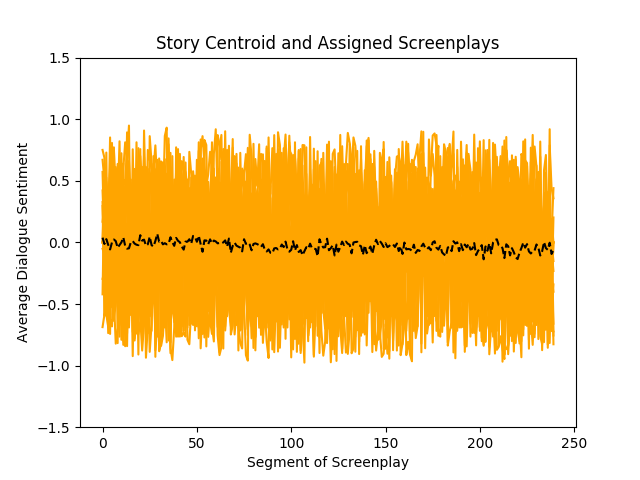 Story Centroid and Assigned Screenplays
1.5
1.0
0.5
0.0
−0.5
−1.0
−1.5
Average Dialogue Sentiment
0 50 100 150 200 250
Segment of Screenplay